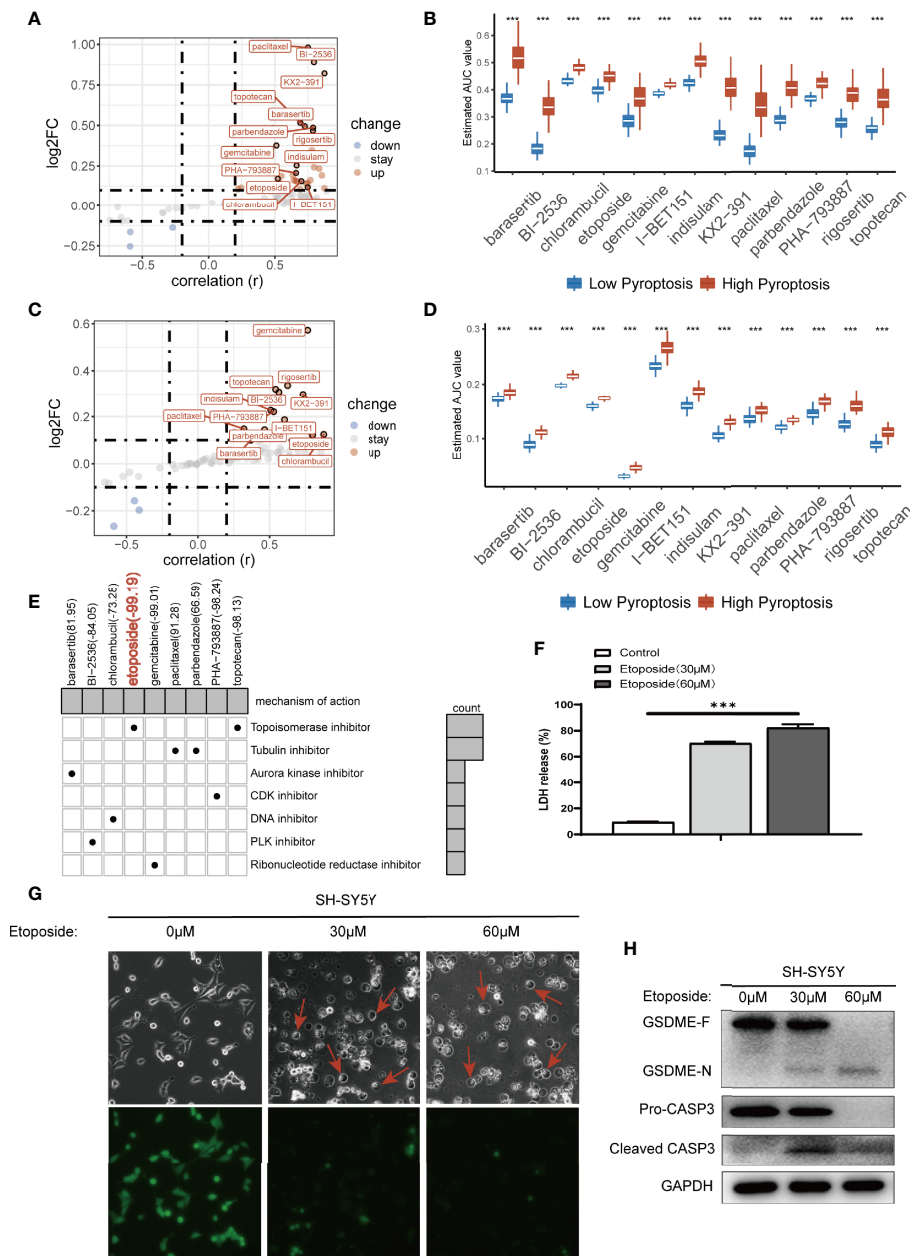 A
log2FC
1.00
0.75
0.50
0.25
0.00
−0.25
paclitaxel
BI−2536
KX2−391
topotecan
barasertib
parbendazole
rigosertib
gemcitabine
indisulam
PHA−793887
etoposide
chlorambucil
I−BET151
−0.5
0.0
0.5
correlation (r)
change
down
stay
up
B
Estimated AUC value
0.6
0.5
0.4
0.3
0.2
0.1
*** *** *** *** *** *** *** *** *** *** *** *** ***
barasertib
BI−2536
chlorambucil
etoposide
gemcitabine
I−BET151
indisulam
KX2−391
paclitaxel
parbendazole
PHA−793887
rigosertib
topotecan
Low Pyroptosis
High Pyroptosis
C
log2FC
0.6
0.4
0.2
0.0
−0.2
gemcitabine
rigosertib
topotecan
indisulam
BI−2536
KX2−391
paclitaxel
PHA−793887
I−BET151
parbendazole
etoposide
barasertib
chlorambucil
−0.5
0.0
0.5
correlation (r)
change
down
stay
up
D
Estimated AUC value
0.3
0.2
0.1
*** *** *** *** *** *** *** *** *** *** *** *** ***
barasertib
BI−2536
chlorambucil
etoposide
gemcitabine
I−BET151
indisulam
KX2−391
paclitaxel
parbendazole
PHA−793887
rigosertib
topotecan
Low Pyroptosis
High Pyroptosis
E
barasertib(81.95)
BI−2536(-84.05)
chlorambucil(-73.28)
etoposide(-99.19)
gemcitabine(-99.01)
paclitaxel(91.28)
parbendazole(66.59)
PHA−793887(-98.24)
topotecan(-98.13)
mechanism of action
Topoisomerase inhibitor
Tubulin inhibitor
Aurora kinase inhibitor
CDK inhibitor
DNA inhibitor
PLK inhibitor
Ribonucleotide reductase inhibitor
count
F
Control
Etoposide（30μM）
Etoposide（60μM）
LDH release (%)
100
80
60
40
20
0
***
G
SH-SY5Y
Etoposide: 0μM 30μM 60μM
H
SH-SY5Y
Etoposide: 0μM 30μM 60μM
GSDME-F
GSDME-N
Pro-CASP3
Cleaved CASP3
GAPDH